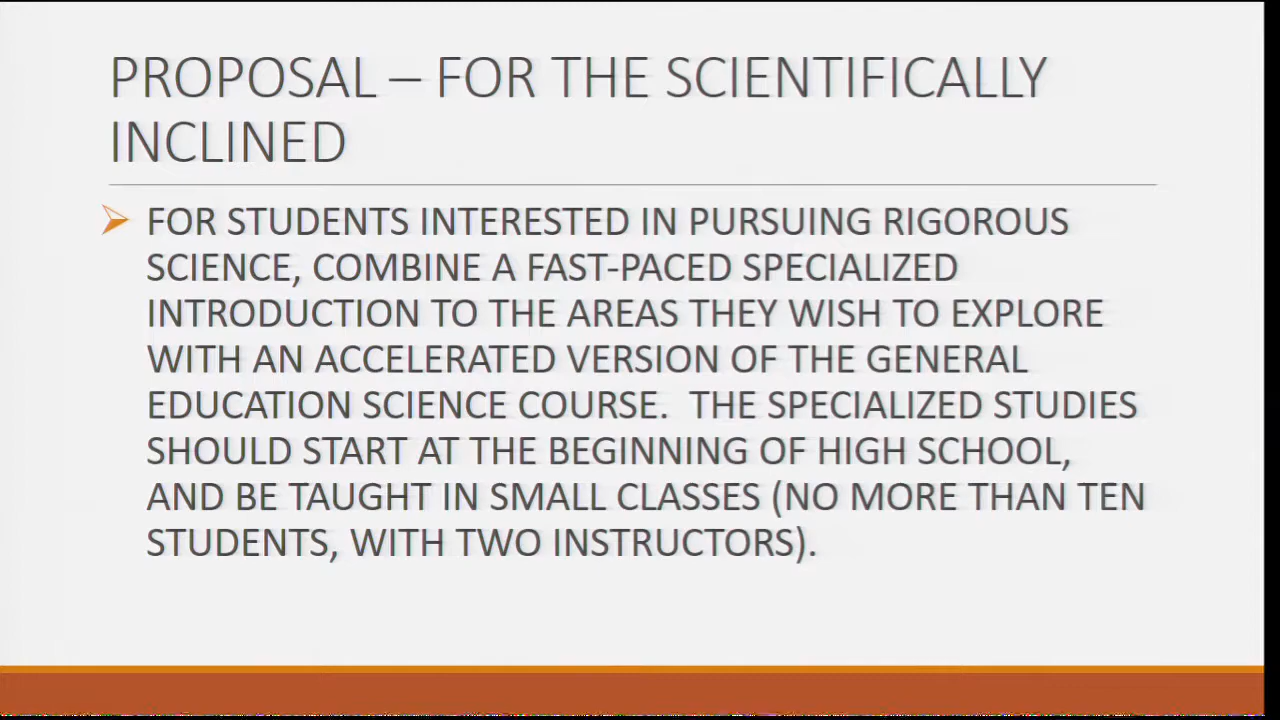 PROPOSAL – FOR THE SCIENTIFICALLY
INCLINED
FOR STUDENTS INTERESTED IN PURSUING RIGOROUS
SCIENCE, COMBINE A FAST-PACED SPECIALIZED
INTRODUCTION TO THE AREAS THEY WISH TO EXPLORE
WITH AN ACCELERATED VERSION OF THE GENERAL
EDUCATION SCIENCE COURSE.  THE SPECIALIZED STUDIES
SHOULD START AT THE BEGINNING OF HIGH SCHOOL,
AND BE TAUGHT IN SMALL CLASSES (NO MORE THAN TEN
STUDENTS, WITH TWO INSTRUCTORS).